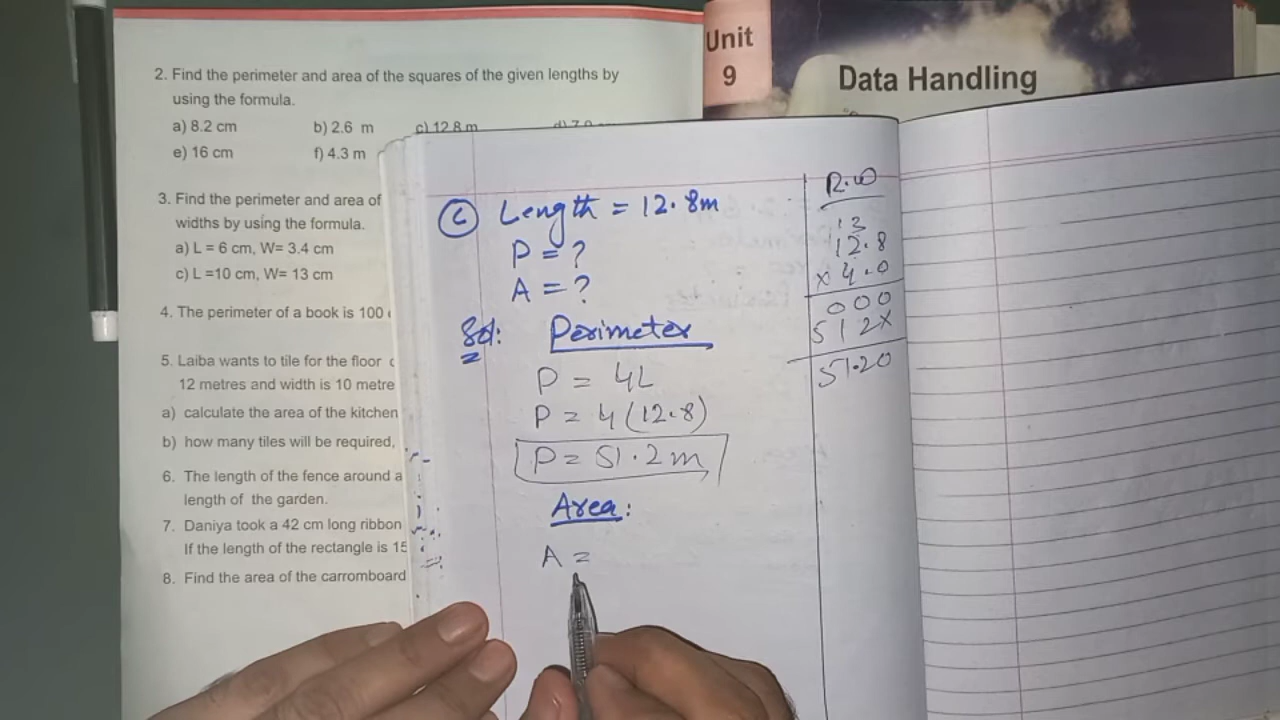 2. Find the perimeter and area of the squares of the given lengths by
using the formula.
a) 8.2 cm b) 2.6 m c) 12.8 m
e) 16 cm f) 4.3 m
3. Find the perimeter and area of
widths by using the formula.
a) L = 6 cm, W= 3.4 cm
c) L =10 cm, W= 13 cm
4. The perimeter of a book is 100
5. Laiba wants to tile for the floor
12 metres and width is 10 metre
a) calculate the area of the kitchen
b) how many tiles will be required,
6. The length of the fence around a
length of the garden.
7. Daniya took a 42 cm long ribbon
If the length of the rectangle is 15
8. Find the area of the carromboard
Unit
9
Data Handling
c Length = 12.8m
P = ?
A = ?
Sol:
Perimeter
P = 4L
P = 4(12.8)
P = 51.2m
Area:
A =
R.W
13
12.8
x 4.0
000
512x
51.20